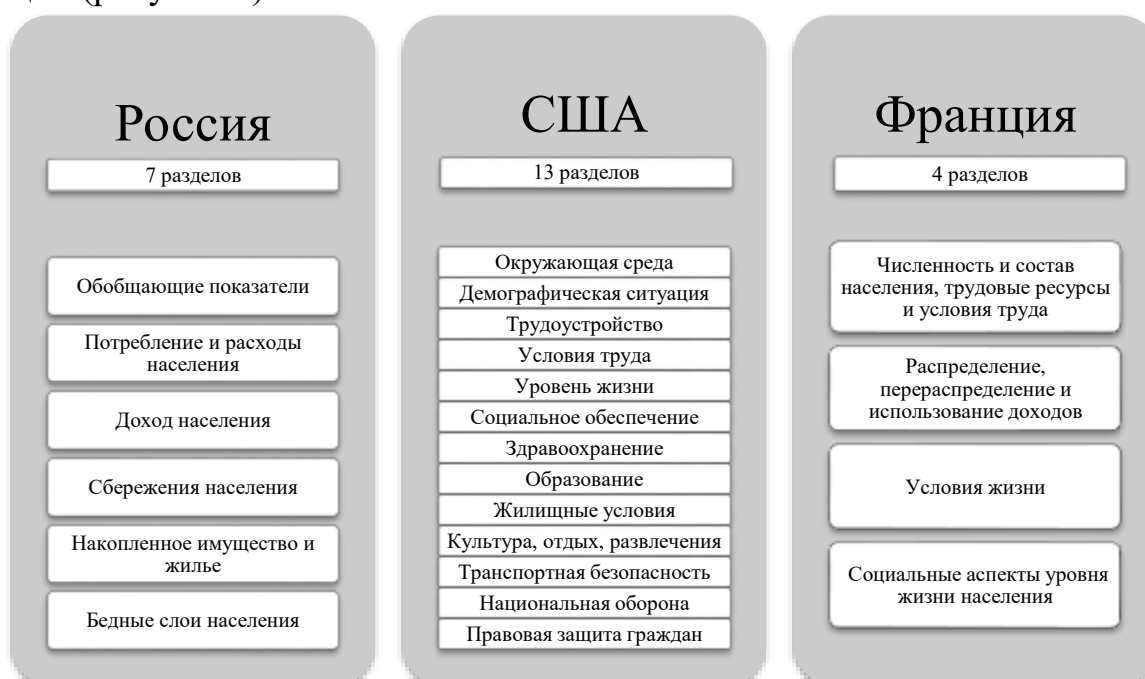 Россия
7 разделов
Обобщающие показатели
Потребление и расходы
населения
Доход населения
Сбережения населения
Накопленное имущество и
жилье
Бедные слои населения
США
13 разделов
Окружающая среда
Демографическая ситуация
Трудоустройство
Условия труда
Уровень жизни
Социальное обеспечение
Здравоохранение
Образование
Жилищные условия
Культура, отдых, развлечения
Транспортная безопасность
Национальная оборона
Правовая защита граждан
Франция
4 разделов
Численность и состав
населения, трудовые ресурсы
и условия труда
Распределение,
перераспределение и
использование доходов
Условия жизни
Социальные аспекты уровня
жизни населения